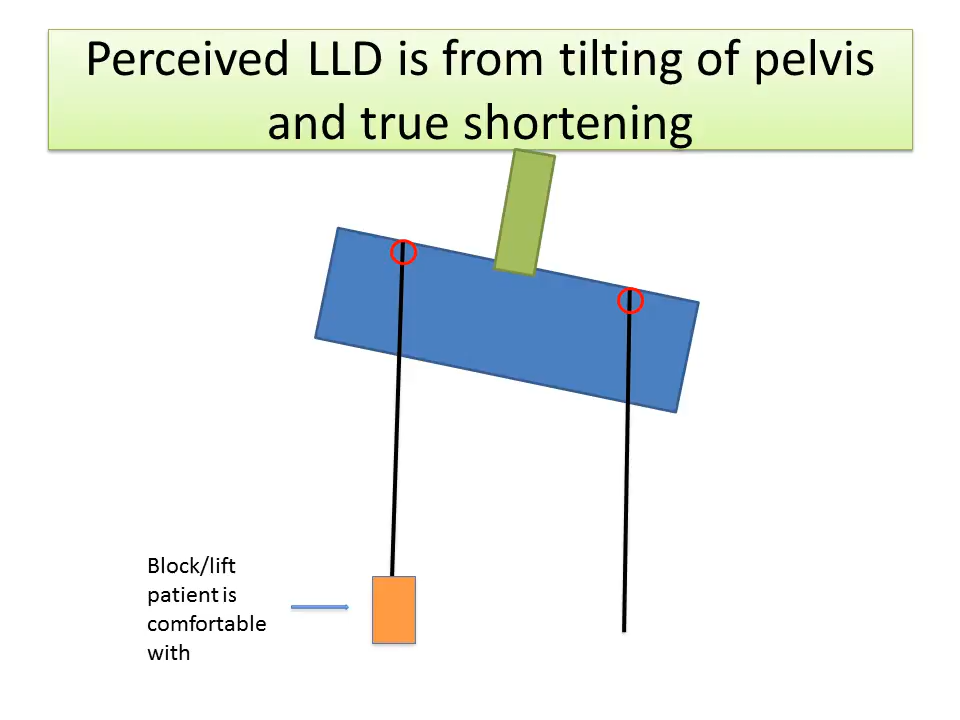 Perceived LLD is from tilting of pelvis
and true shortening
Block/lift
patient is
comfortable
with